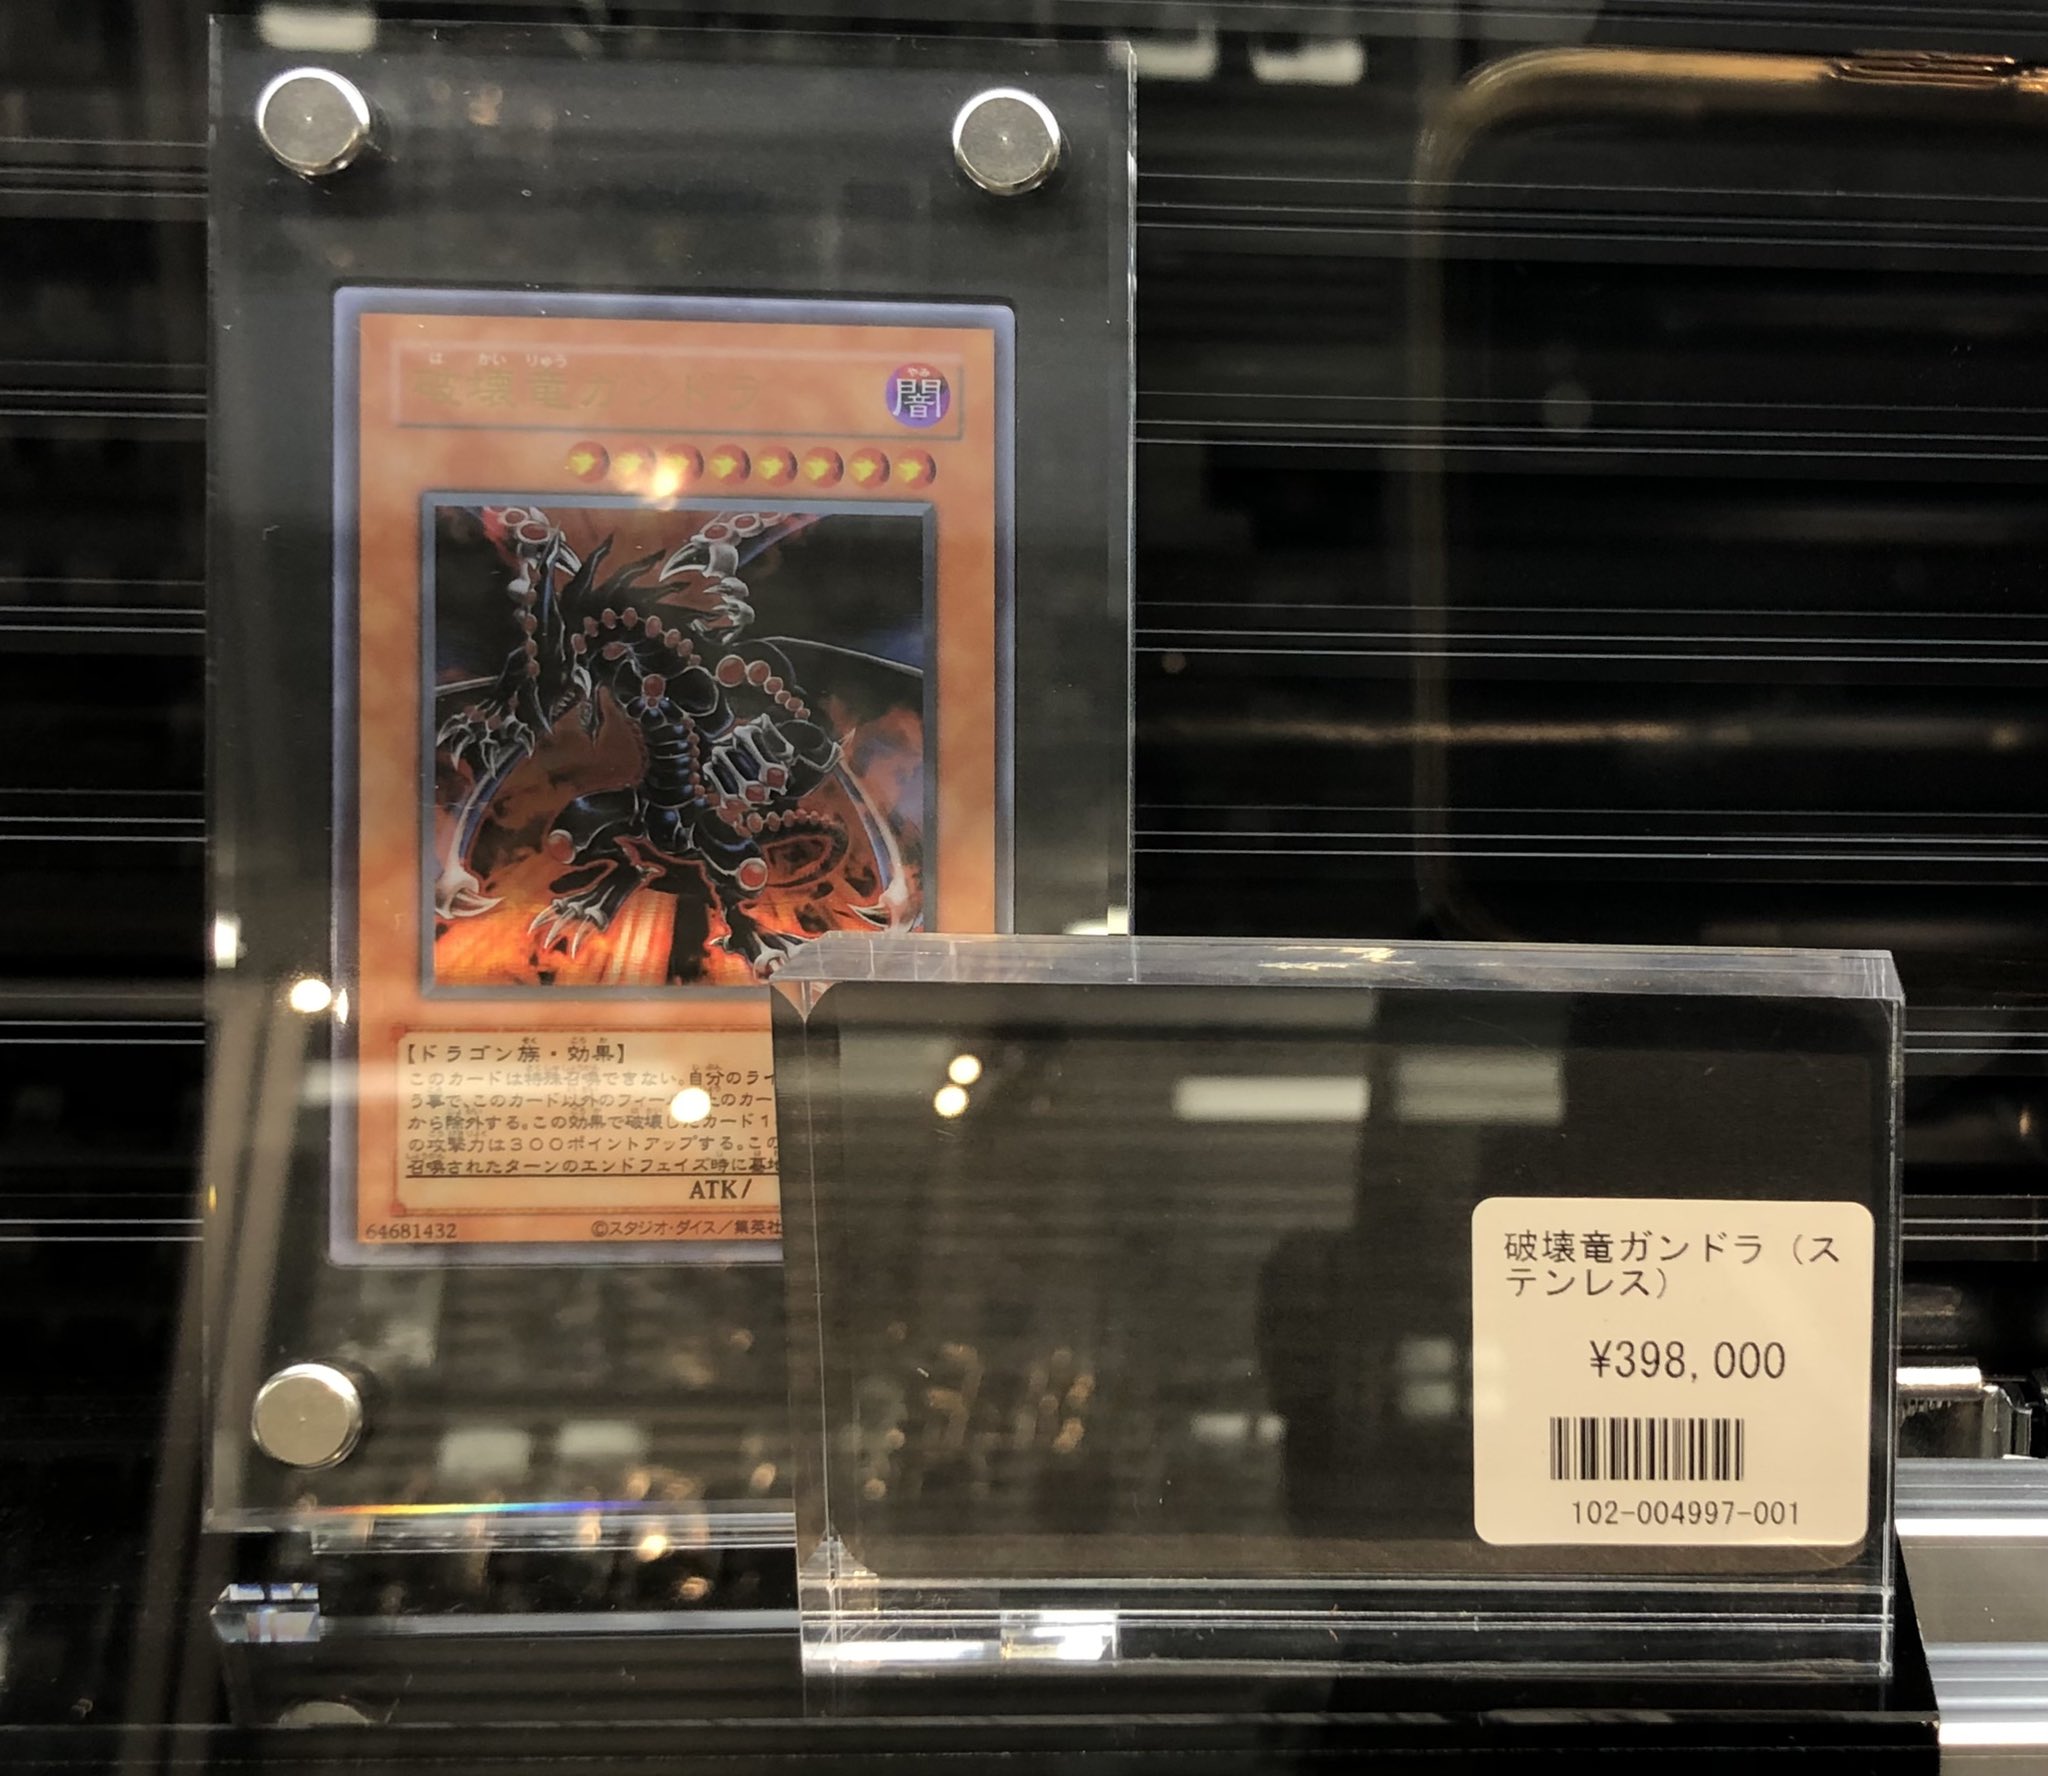 はかいりゅう
破壊竜ガンドラ
やみ
闇
【ドラゴン族・効果】
このカードは特殊召喚できない。自分のライ
う事で、このカード以外のフィールド上のカー
から除外する。この効果で破壊したカード1
の攻撃力は300ポイントアップする。この
召喚されたターンのエンドフェイズ時に墓地
ATK/
64681432
©スタジオ・ダイス/集英社
破壊竜ガンドラ(ス
テンレス)
¥398,000
102-004997-001